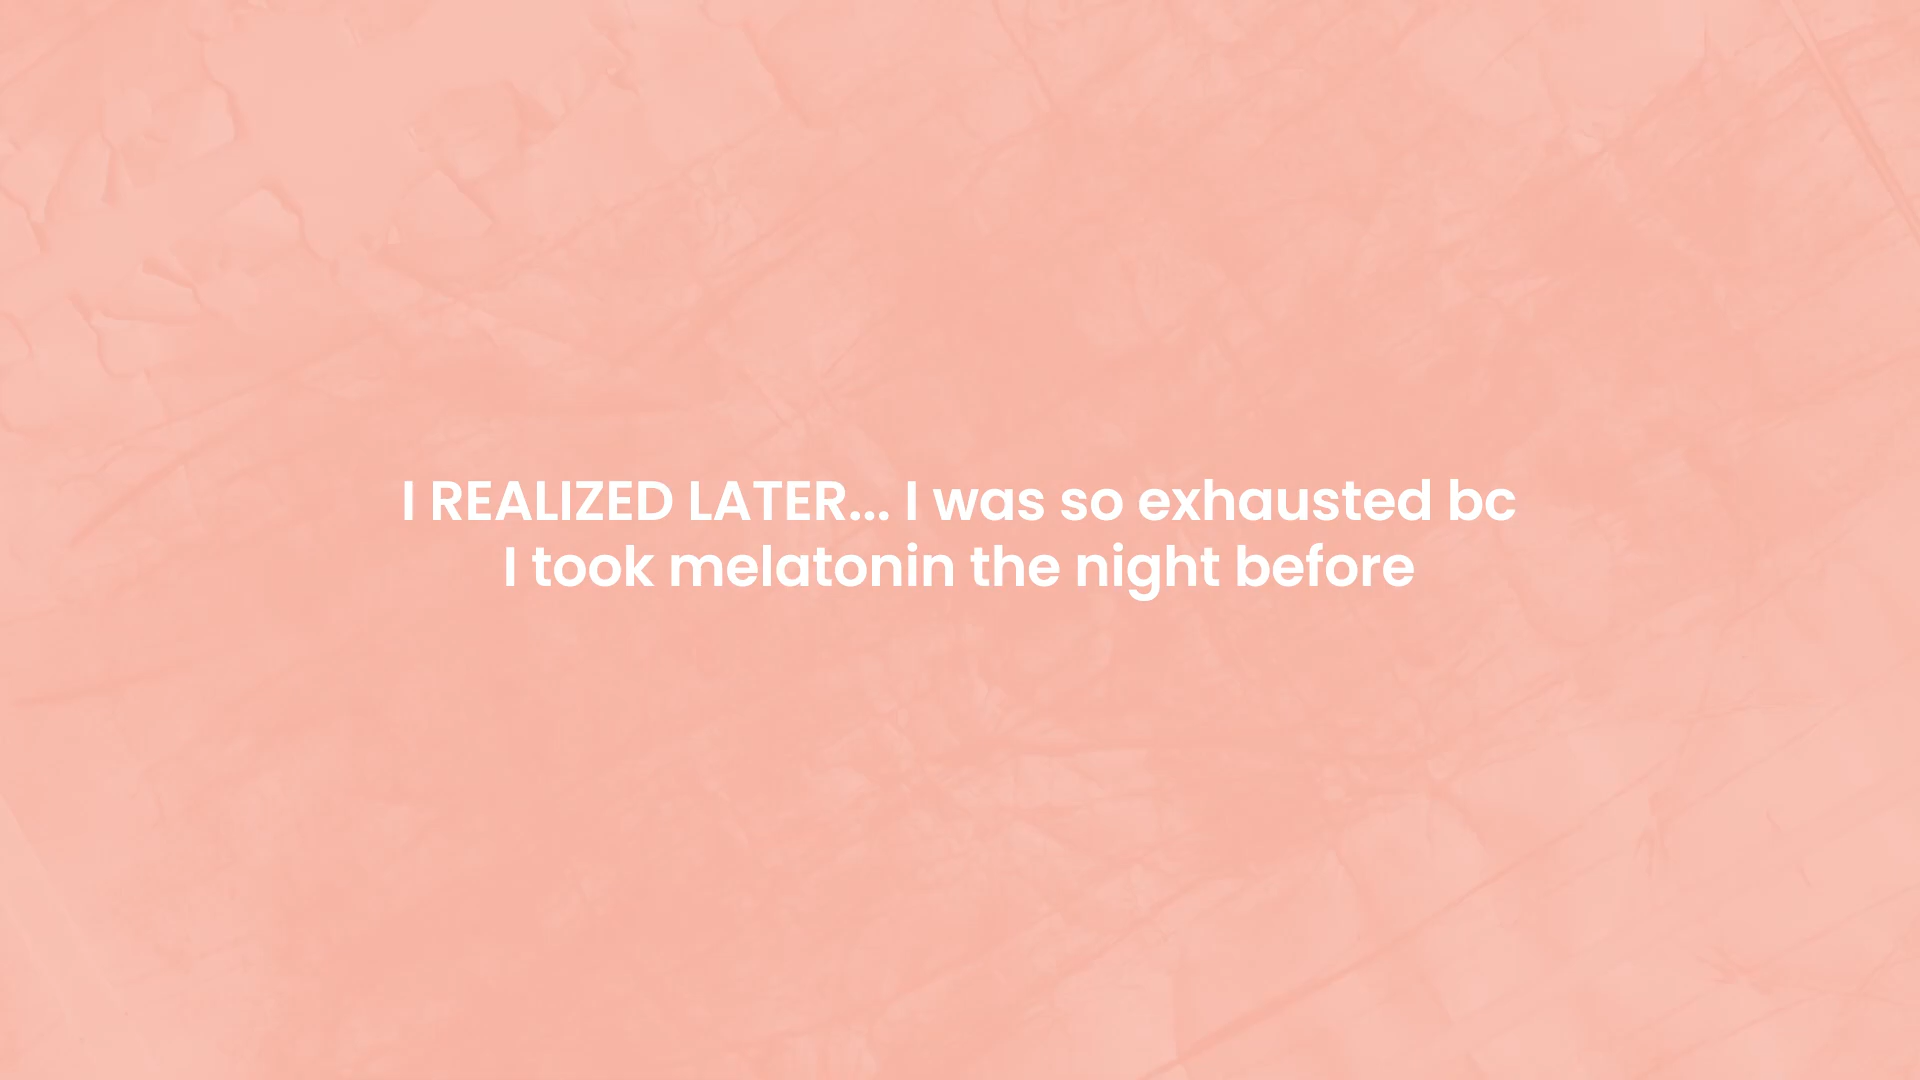 I REALIZED LATER... I was so exhausted bc
I took melatonin the night before